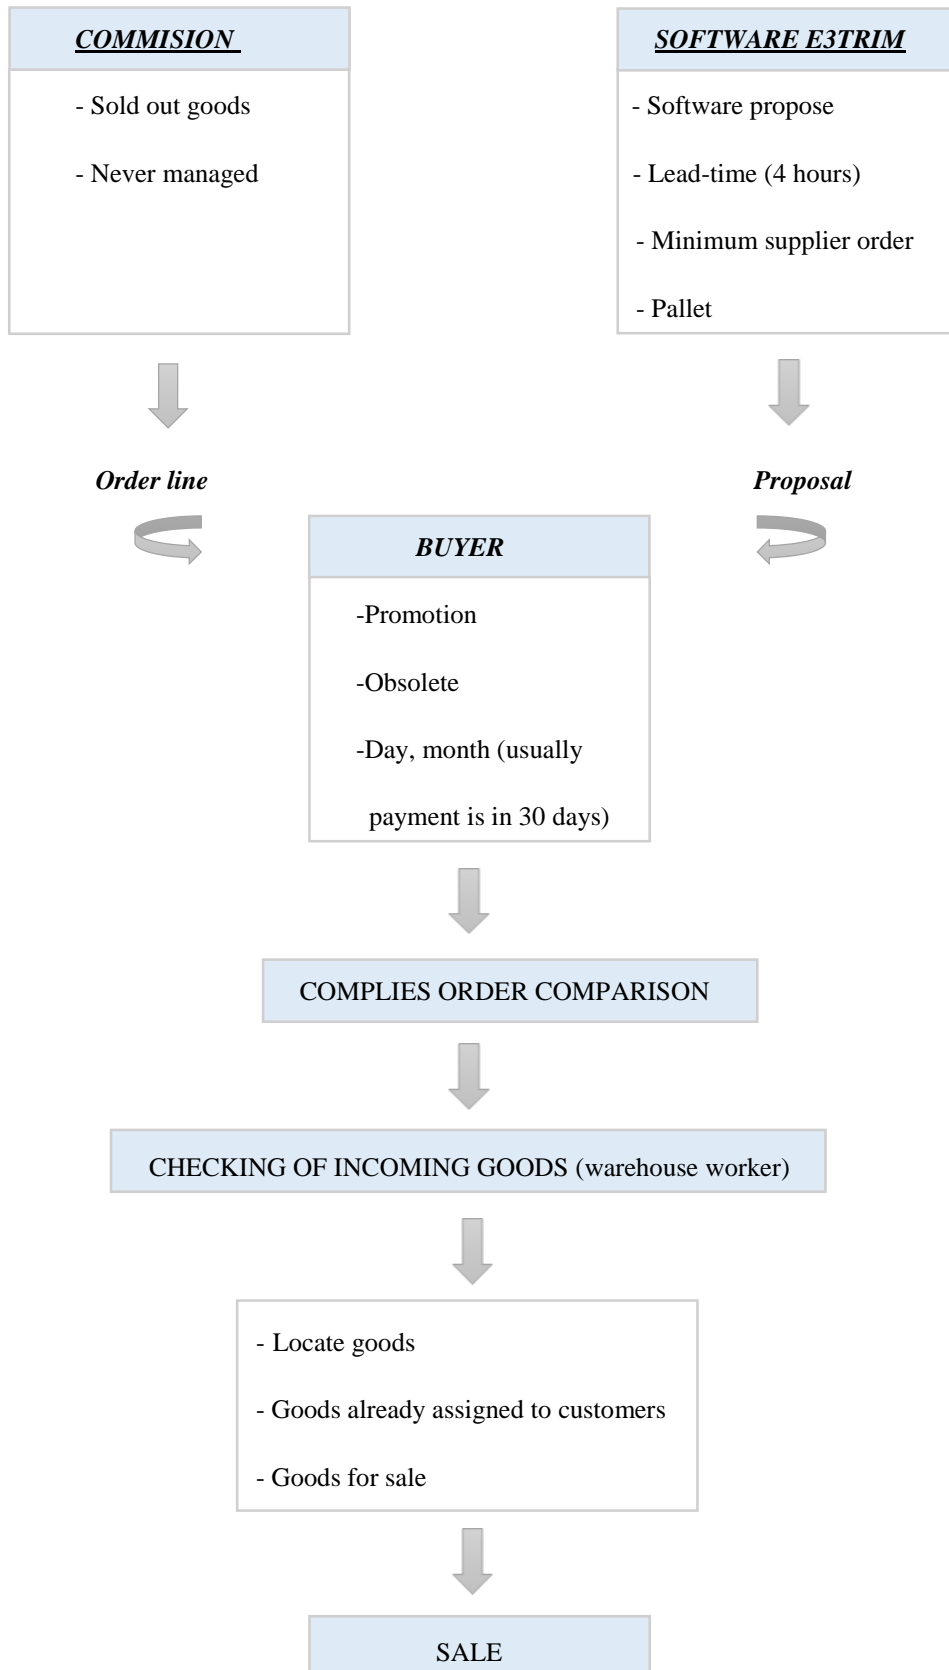 COMMISION
- Sold out goods
- Never managed
SOFTWARE E3TRIM
- Software propose
- Lead-time (4 hours)
- Minimum supplier order
- Pallet
Order line
Proposal
BUYER
-Promotion
-Obsolete
-Day, month (usually
payment is in 30 days)
COMPLIES ORDER COMPARISON
CHECKING OF INCOMING GOODS (warehouse worker)
- Locate goods
- Goods already assigned to customers
- Goods for sale
SALE